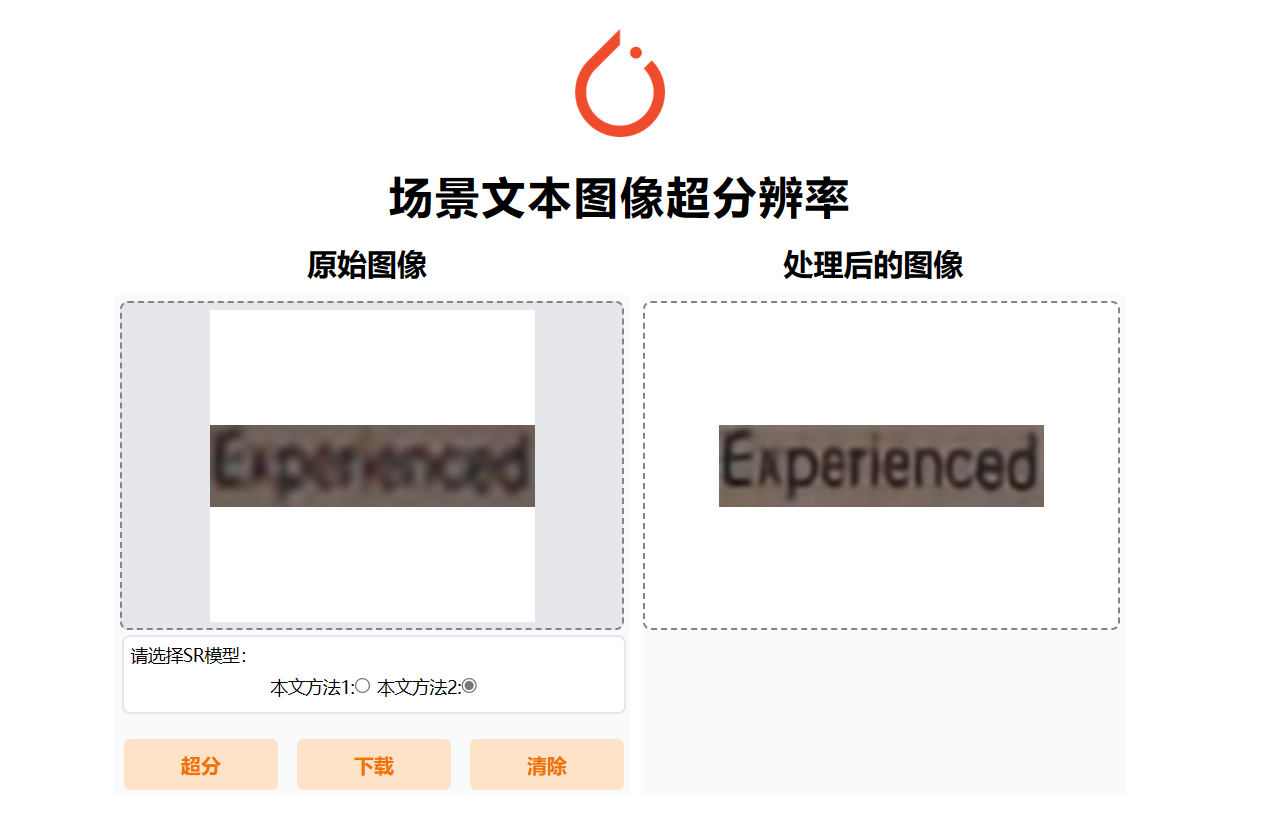 场景文本图像超分辨率
原始图像
处理后的图像
Experienced
Experienced
请选择SR模型：
本文方法1: 本文方法2:
超分
下载
清除